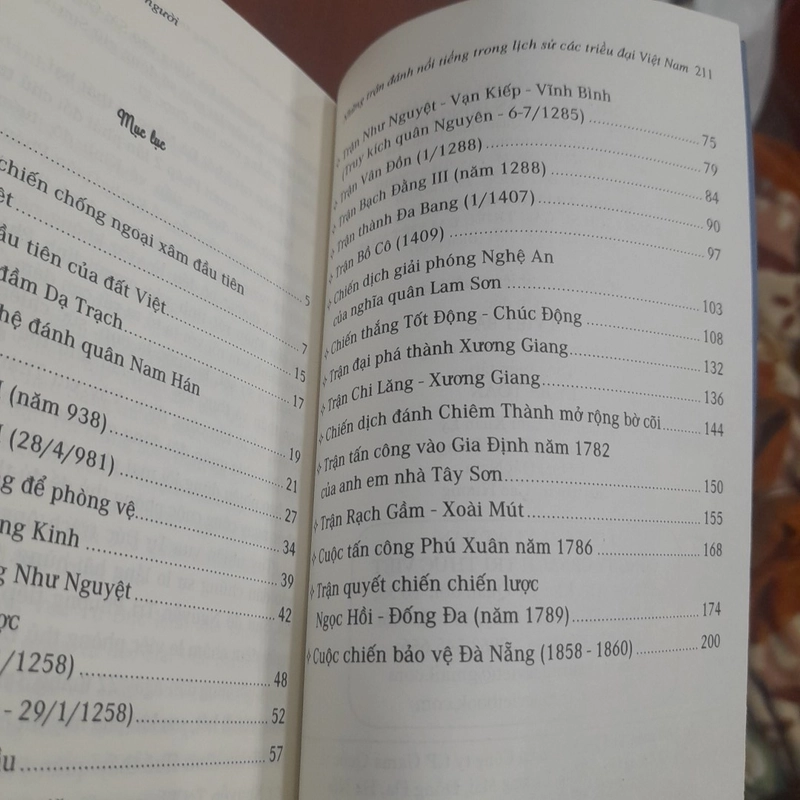 người
Mục lục
chiến chống ngoại xâm đầu tiên
5
ầu tiên của đất Việt 7
đầm Dạ Trạch 15
17
hệ đánh quân Nam Hán
19
(năm 938) 21
(28/4/981) 27
g để phòng vệ 34
ng Kinh 39
g Như Nguyệt 42
ợc
/1258) 48
- 29/1/1258) 52
57
Những trận đánh nổi tiếng trong lịch sử các triều đại Việt Nam 211
Trận Như Nguyệt - Vạn Kiếp - Vĩnh Bình
(Truy kích quân Nguyên - 6-7/1285) 75
Trận Vân Đồn (1/1288) 79
Trận Bạch Đằng III (năm 1288) 84
Trận thành Đa Bang (1/1407) 90
Trận Bồ Cô (1409) 97
Chiến dịch giải phóng Nghệ An
của nghĩa quân Lam Sơn 103
Chiến thắng Tốt Động - Chúc Động 108
Trận đại phá thành Xương Giang 132
Trận Chi Lăng - Xương Giang 136
Chiến dịch đánh Chiêm Thành mở rộng bờ cõi 144
Trận tấn công vào Gia Định năm 1782
của anh em nhà Tây Sơn 150
Trận Rạch Gầm - Xoài Mút 155
Cuộc tấn công Phú Xuân năm 1786 168
Trận quyết chiến chiến lược
Ngọc Hồi - Đống Đa (năm 1789) 174
Cuộc chiến bảo vệ Đà Nẵng (1858 - 1860) 200